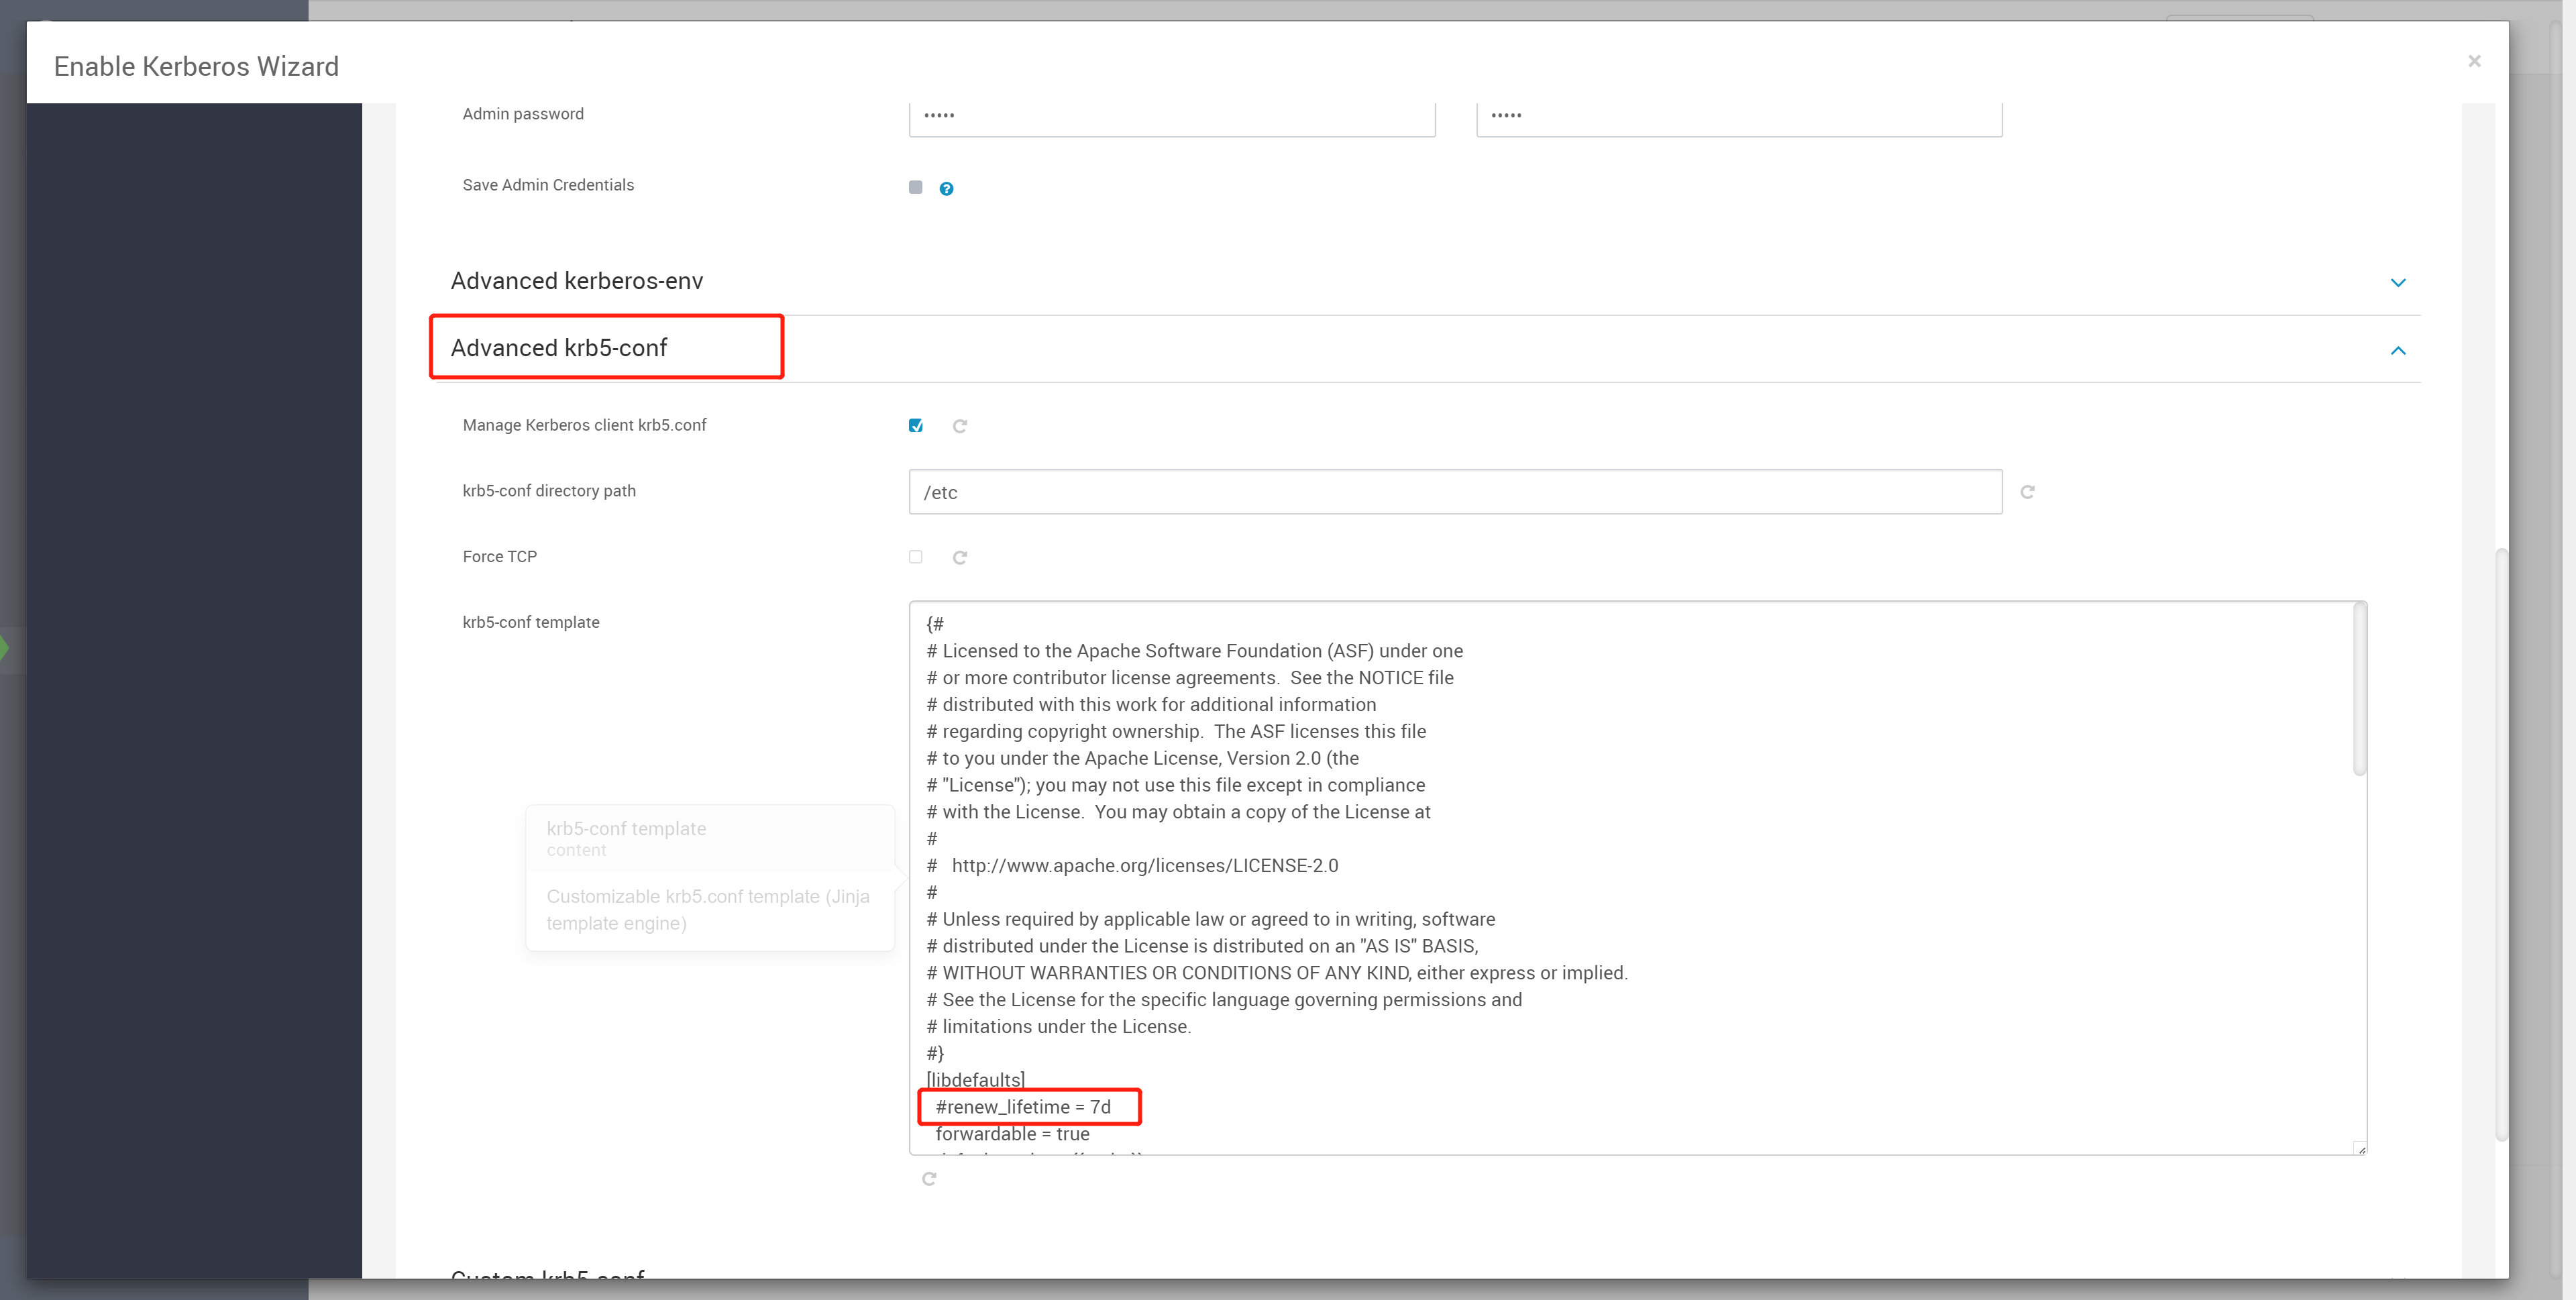 Enable Kerberos Wizard
×
Admin password
•••••
•••••
Save Admin Credentials
?
Advanced kerberos-env
Advanced krb5-conf
Manage Kerberos client krb5.conf
krb5-conf directory path
/etc
Force TCP
krb5-conf template
{#
# Licensed to the Apache Software Foundation (ASF) under one
# or more contributor license agreements.  See the NOTICE file
# distributed with this work for additional information
# regarding copyright ownership.  The ASF licenses this file
# to you under the Apache License, Version 2.0 (the
# "License"); you may not use this file except in compliance
# with the License.  You may obtain a copy of the License at
#
#   http://www.apache.org/licenses/LICENSE-2.0
#
# Unless required by applicable law or agreed to in writing, software
# distributed under the License is distributed on an "AS IS" BASIS,
# WITHOUT WARRANTIES OR CONDITIONS OF ANY KIND, either express or implied.
# See the License for the specific language governing permissions and
# limitations under the License.
#}
[libdefaults]
#renew_lifetime = 7d
forwardable = true
krb5-conf template
content
Customizable krb5.conf template (Jinja
template engine)
Custom krb5-conf